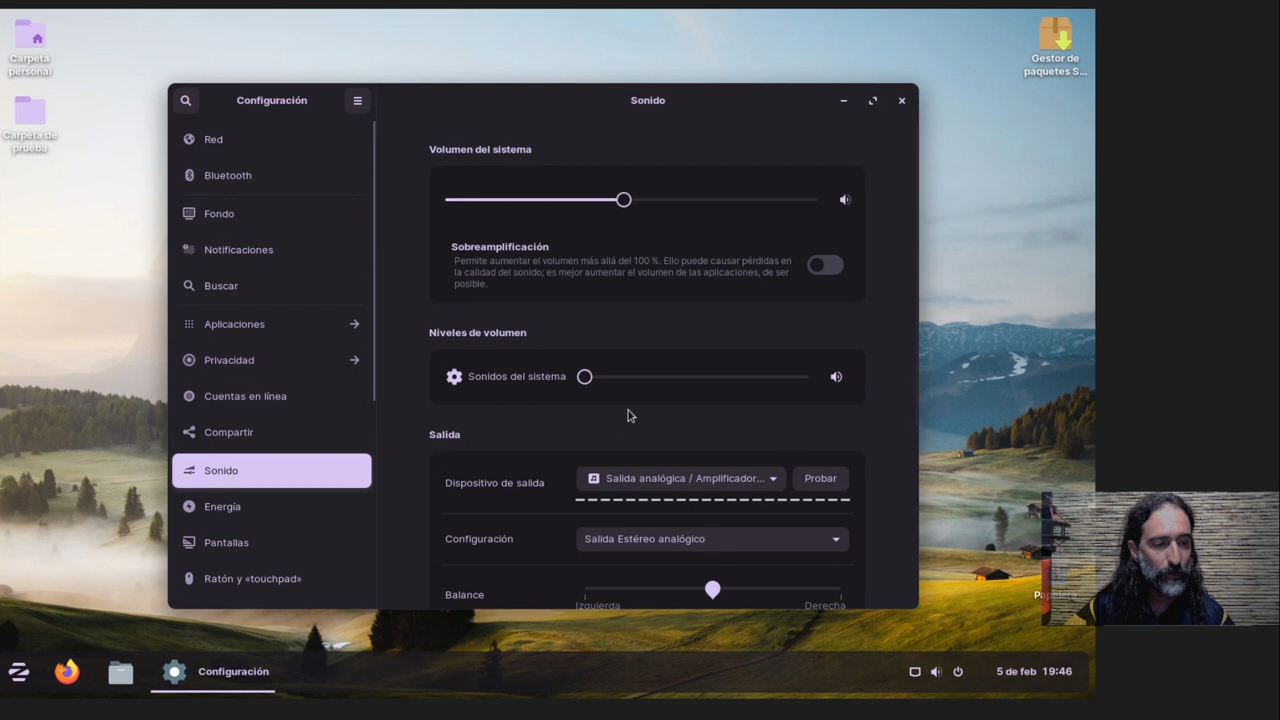 Carpeta
personal
Carpeta de
prueba
Gestor de
paquetes S...
Configuración
Sonido
Red
Bluetooth
Fondo
Notificaciones
Buscar
Aplicaciones
Privacidad
Cuentas en línea
Compartir
Sonido
Energía
Pantallas
Ratón y «touchpad»
Volumen del sistema
Sobreamplificación
Permite aumentar el volumen más allá del 100 %. Ello puede causar pérdidas en
la calidad del sonido; es mejor aumentar el volumen de las aplicaciones, de ser
posible.
Niveles de volumen
Sonidos del sistema
Salida
Dispositivo de salida
Salida analógica / Amplificador...
Probar
Configuración
Salida Estéreo analógico
Balance
Izquierda
Derecha
Configuración
5 de feb 19:46